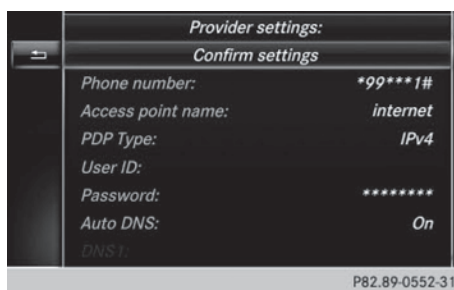 Provider settings:
Confirm settings
Phone number: *99***1#
Access point name: internet
PDP Type: IPv4
User ID:
Password: ********
Auto DNS: On
DNS1:
P82.89-0552-31